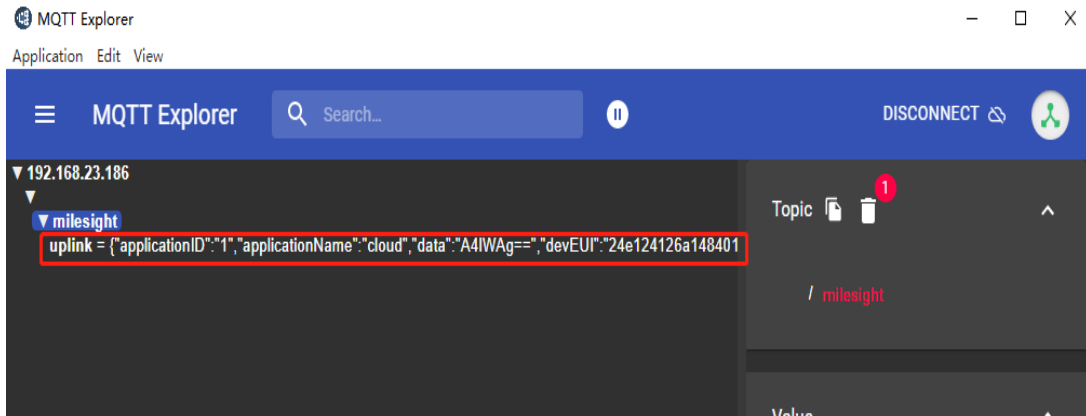 MQTT Explorer
Application Edit View
MQTT Explorer
Search...
DISCONNECT
▼ 192.168.23.186
▼
▼ milesight
uplink = {"applicationID":"1","applicationName":"cloud","data":"A4IWAg==","devEUI":"24e124126a148401
Topic
1
/ milesight
Value